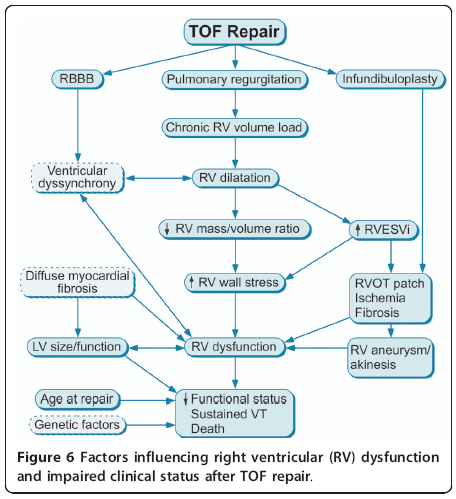 TOF Repair
RBBB
Pulmonary regurgitation
Infundibuloplasty
Chronic RV volume load
Ventricular
dyssynchrony
RV dilatation
↓ RV mass/volume ratio
↑ RVESVi
Diffuse myocardial
fibrosis
↑ RV wall stress
RVOT patch
Ischemia
Fibrosis
LV size/function
RV dysfunction
RV aneurysm/
akinesis
Age at repair
Genetic factors
↓ Functional status
Sustained VT
Death
Figure 6 Factors influencing right ventricular (RV) dysfunction
and impaired clinical status after TOF repair.